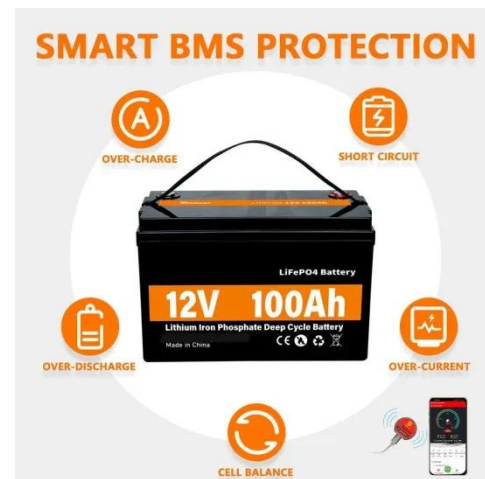 SMART BMS PROTECTION
OVER-CHARGE
SHORT CIRCUIT
LiFePO4 Battery
12V 100Ah
Lithium Iron Phosphate Deep Cycle Battery
Made in China
CE
OVER-DISCHARGE
OVER-CURRENT
CELL BALANCE